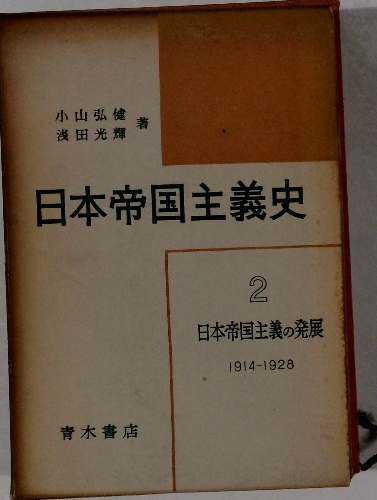 小山弘健
浅田光輝 著
日本帝国主義史
2
日本帝国主義の発展
1914-1928
青木書店